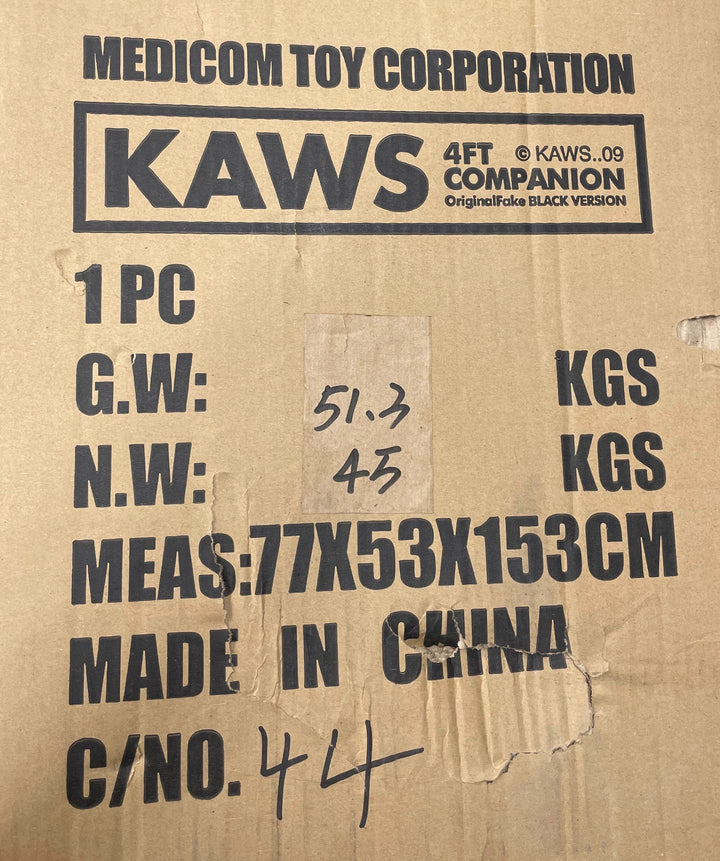 MEDICOM TOY CORPORATION
KAWS 4FT © KAWS..09
COMPANION
OriginalFake BLACK VERSION
1 PC
G.W: 51.3 KGS
N.W: 45 KGS
MEAS:77X53X153CM
MADE IN CHINA
C/NO. 44